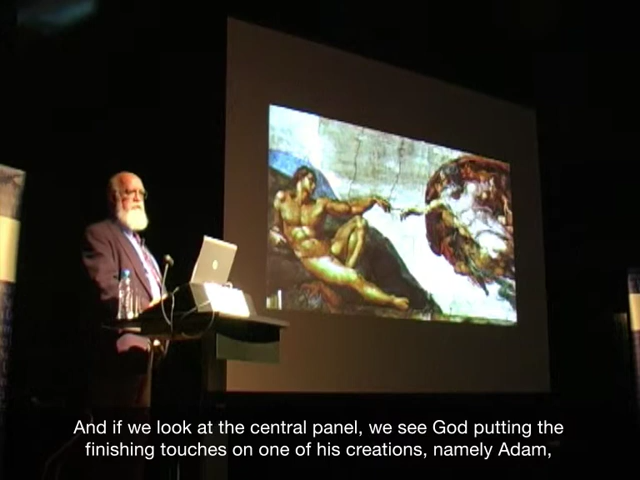 And if we look at the central panel, we see God putting the
finishing touches on one of his creations, namely Adam,